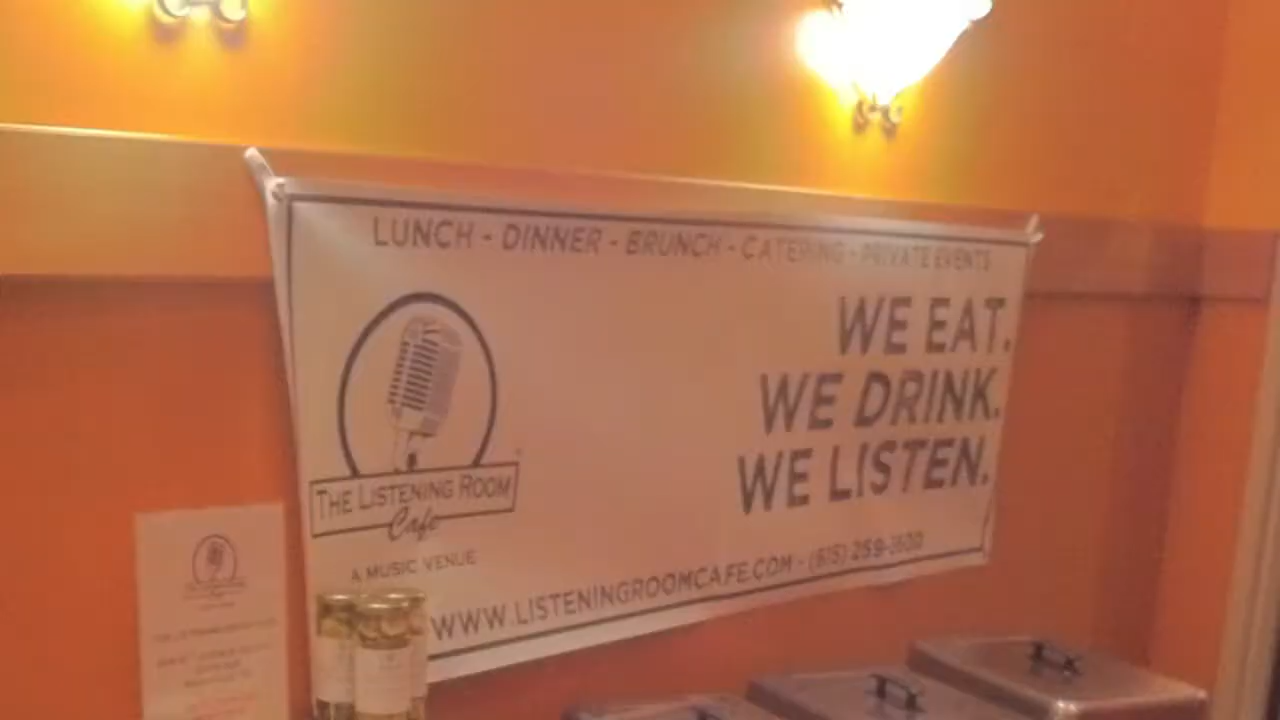 LUNCH - DINNER - BRUNCH - CATERING - PRIVATE EVENTS
WE EAT.
WE DRINK.
WE LISTEN.
THE LISTENING ROOM
Cafe
A MUSIC VENUE
WWW.LISTENINGROOMCAFE.COM - (615) 259-3600